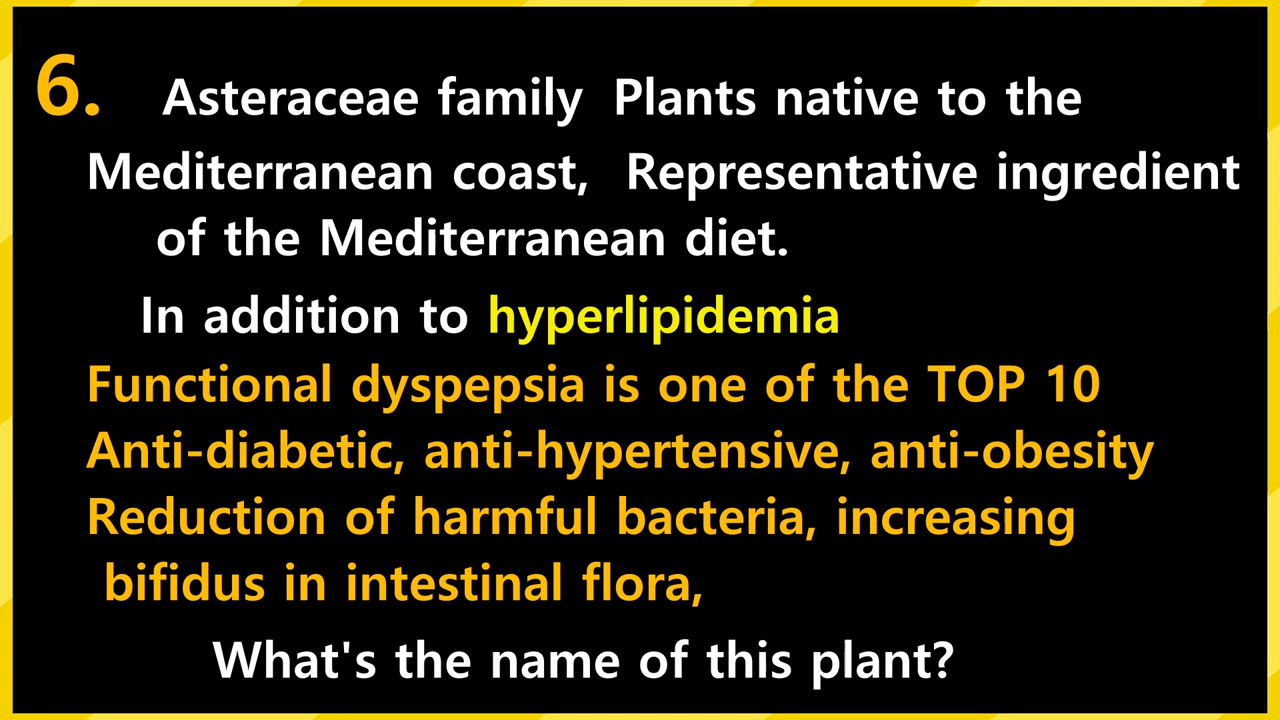 6. Asteraceae family Plants native to the
Mediterranean coast, Representative ingredient
of the Mediterranean diet.
In addition to hyperlipidemia
Functional dyspepsia is one of the TOP 10
Anti-diabetic, anti-hypertensive, anti-obesity
Reduction of harmful bacteria, increasing
bifidus in intestinal flora,
What's the name of this plant?